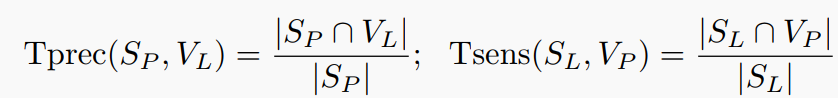 Tprec(S_P, V_L) = |S_P ∩ V_L| / |S_P| ; Tsens(S_L, V_P) = |S_L ∩ V_P| / |S_L|